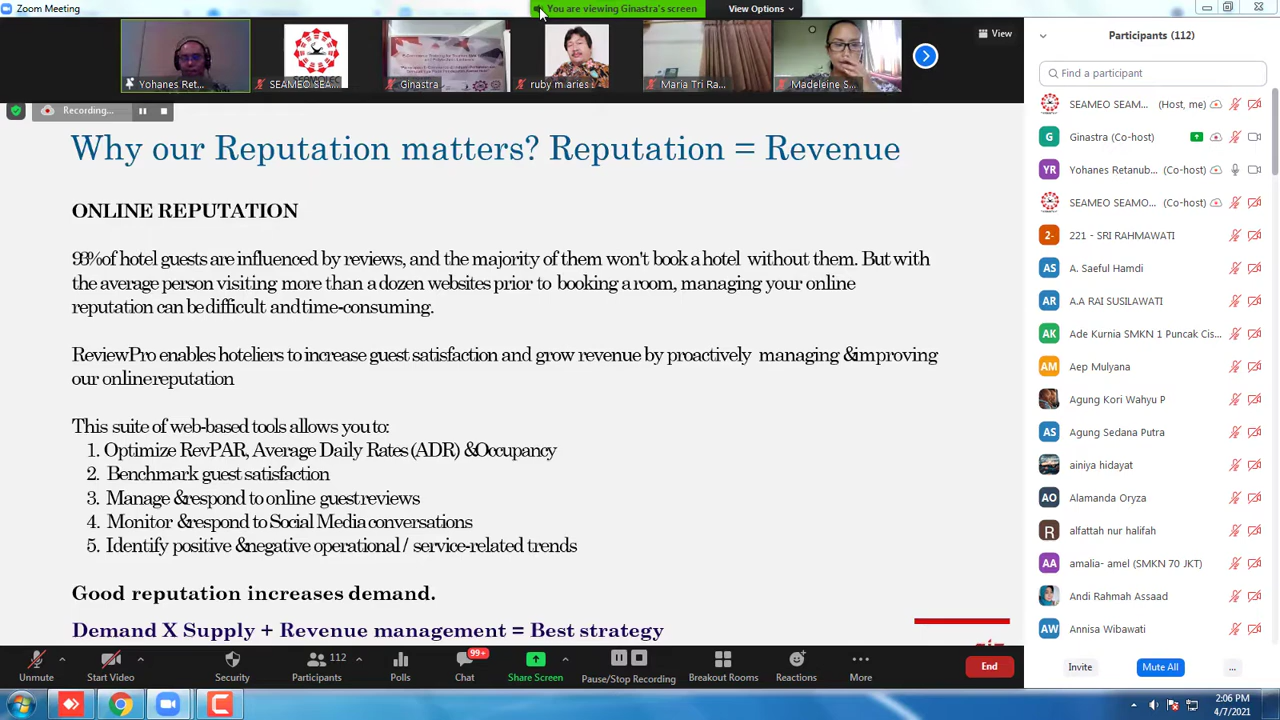 Zoom Meeting
You are viewing Ginastra's screen
View Options
Yohanes Ret...
SEAMEO SEA...
Ginastra
ruby m aries s...
Maria Tri Ra...
Madeleine S...
View
Recording...
Why our Reputation matters? Reputation = Revenue
ONLINE REPUTATION
93% of hotel guests are influenced by reviews, and the majority of them won't book a hotel without them. But with
the average person visiting more than a dozen websites prior to booking a room, managing your online
reputation can be difficult and time-consuming.
ReviewPro enables hoteliers to increase guest satisfaction and grow revenue by proactively managing & improving
our online reputation
This suite of web-based tools allows you to:
1. Optimize RevPAR, Average Daily Rates (ADR) & Occupancy
2. Benchmark guest satisfaction
3. Manage & respond to online guest reviews
4. Monitor & respond to Social Media conversations
5. Identify positive & negative operational / service-related trends
Good reputation increases demand.
Demand X Supply + Revenue management = Best strategy
Participants (112)
Find a participant
SEAMEO SEAM... (Host, me)
G Ginastra (Co-host)
YR Yohanes Retanub... (Co-host)
SEAMEO SEAMO... (Co-host)
2- 221 - SRI RAHMAWATI
AS A. Saeful Hamdi
AR A.A RAI SUSILAWATI
AK Ade Kurnia SMKN 1 Puncak Cis...
AM Aep Mulyana
Agung Kori Wahyu P
AS Agung Sedana Putra
ainiya hidayat
AO Alamanda Oryza
R alfattah nur halifah
AA amalia- amel (SMKN 70 JKT)
Andi Rahmah Assaad
AW Annisa Wibawati
Invite
Mute All
...
Unmute
Start Video
Security
112
Participants
Polls
99+
Chat
Share Screen
Pause/Stop Recording
Breakout Rooms
Reactions
More
End
2:06 PM
4/7/2021